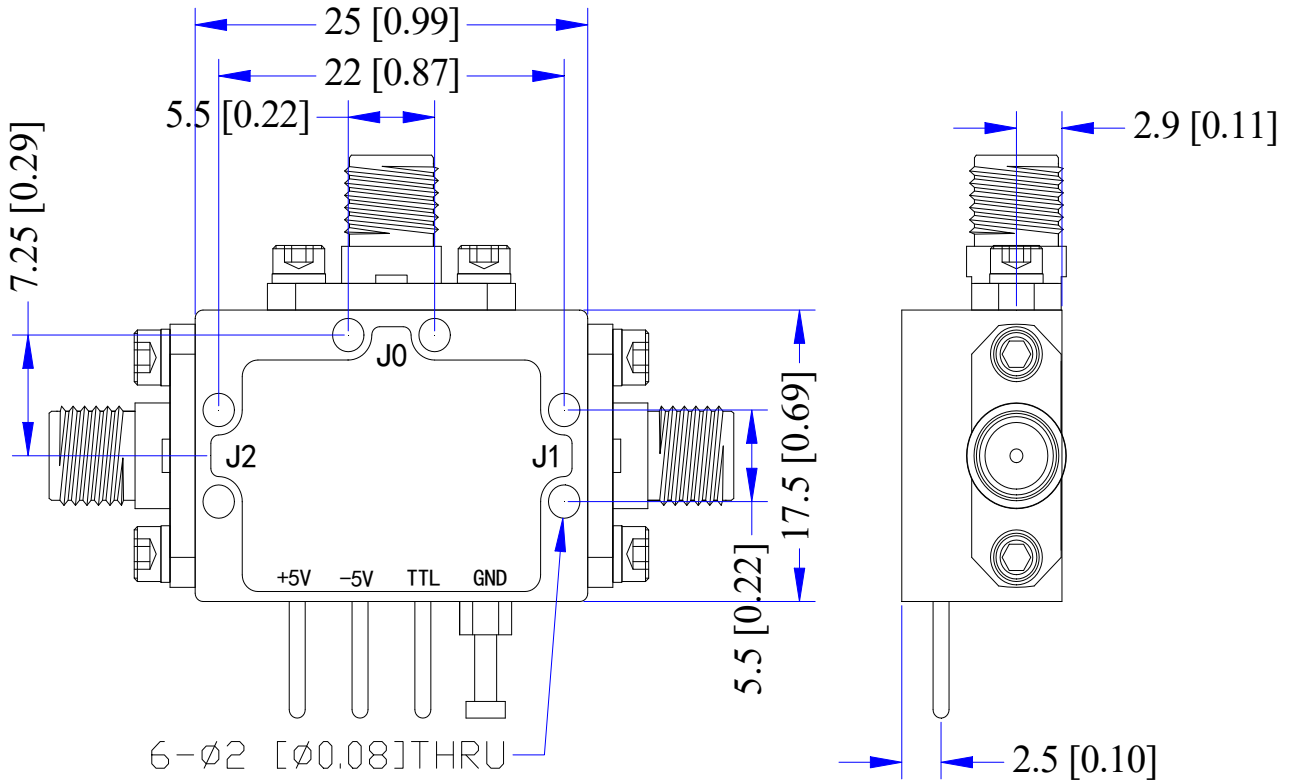 25 [0.99]
22 [0.87]
5.5 [0.22]
2.9 [0.11]
7.25 [0.29]
J0
J2
J1
17.5 [0.69]
5.5 [0.22]
+5V -5V TTL GND
6-ø2 [ø0.08]THRU
2.5 [0.10]